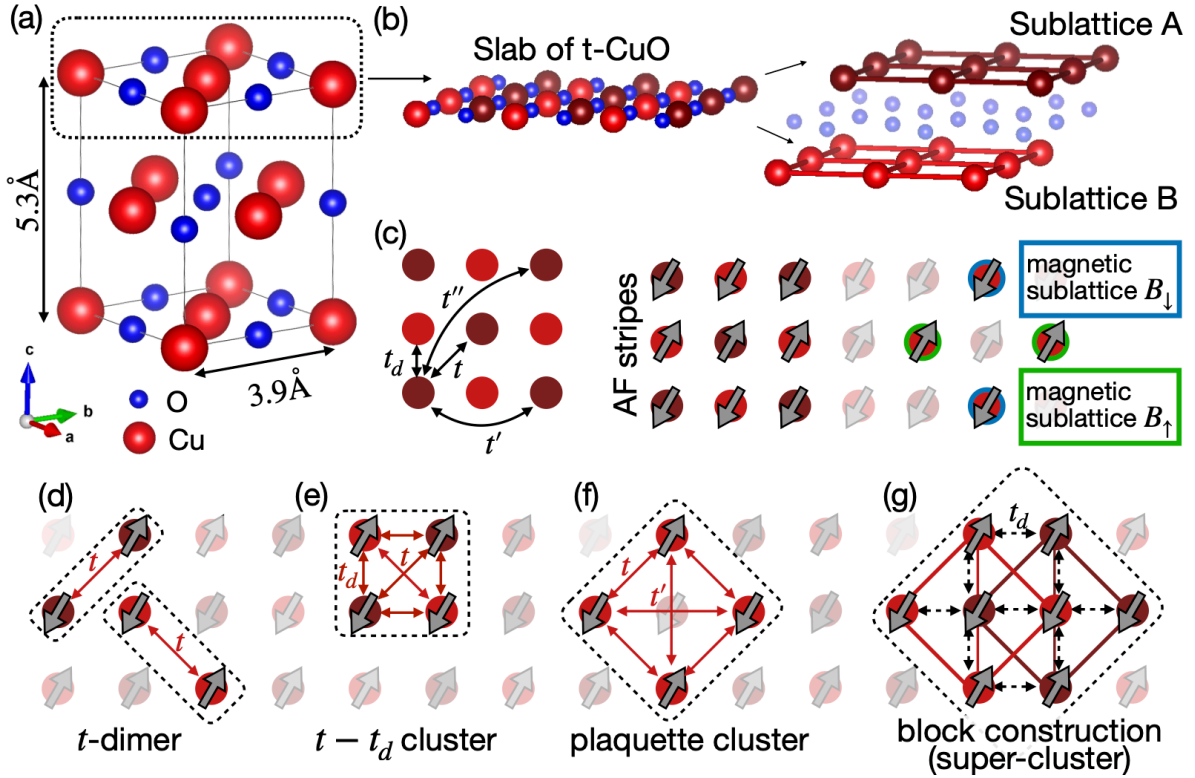 (a)
5.3Å
3.9Å
c
b
a
O
Cu
(b)
Slab of t-CuO
Sublattice A
Sublattice B
(c)
t''
t_d
t
t'
AF stripes
magnetic
sublattice B↓
magnetic
sublattice B↑
(d)
t
t
t-dimer
(e)
t
t_d
t − t_d cluster
(f)
t
t'
plaquette cluster
(g)
t_d
block construction
(super-cluster)